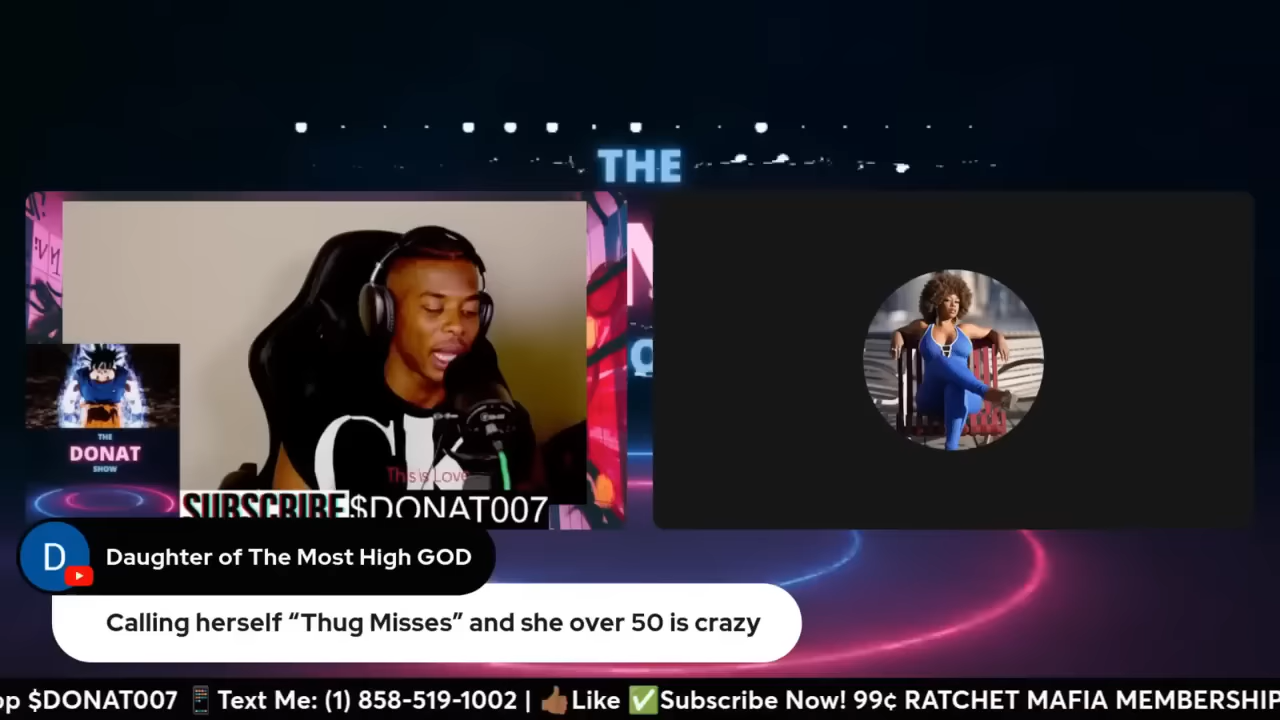 THE
THE
DONAT
SHOW
CK
This is Love
SUBSCRIBE $DONAT007
D
Daughter of The Most High GOD
Calling herself “Thug Misses” and she over 50 is crazy
$DONAT007 📱 Text Me: (1) 858-519-1002 | 👍🏾Like ✅Subscribe Now! 99¢ RATCHET MAFIA MEMBERSHIP